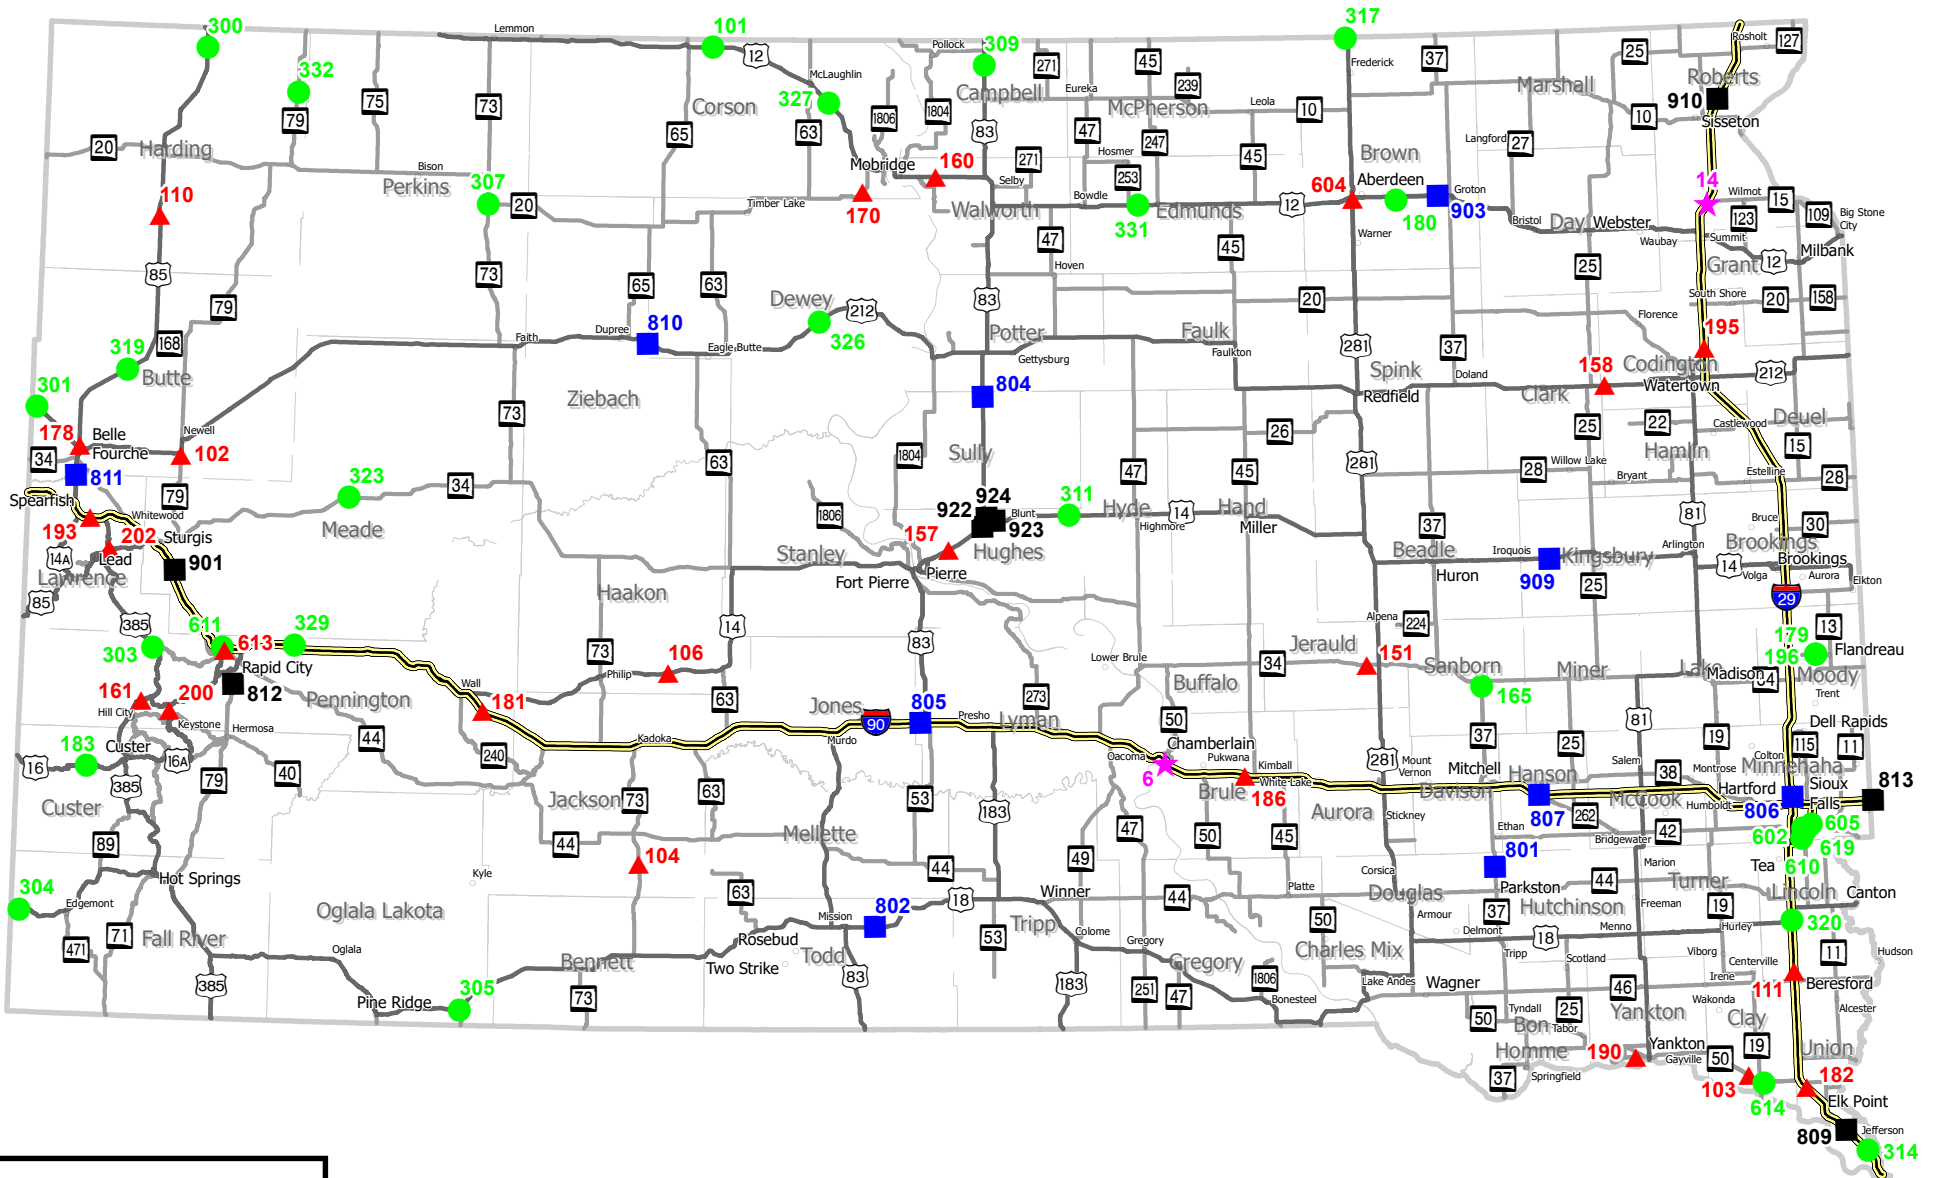 300
101
309
317
Lemmon
12
Pollock
Rosholt
127
332
McLaughlin
271
45
Frederick
37
25
Roberts
79
75
73
Corson
327
1806
1804
Campbell
Eureka
239
McPherson
Leola
10
Marshall
910
Sisseton
20
Harding
65
63
83
47
247
Hosmer
45
Langford
27
10
Bison
Perkins
Mobridge
160
271
Selby
253
Bowdle
Brown
Aberdeen
Groton
14
Wilmot
15
110
307
20
Timber Lake
170
Walworth
331
Edmunds
12
604
180
903
Bristol
Day
Webster
Waubay
123
Summit
109
Big Stone
City
Milbank
47
45
Warner
Grant
12
85
73
65
63
Hoven
83
25
79
Dewey
212
20
South Shore
20
158
168
Faith
Dupree
810
Eagle Butte
326
Potter
Gettysburg
Faulk
Faulkton
281
37
Florence
195
319
Butte
301
Ziebach
804
Spink
Doland
Redfield
158
Clark
Codington
Watertown
212
73
178
Belle
Fourche
Newell
102
34
811
26
25
22
Castlewood
Deuel
15
Hamlin
Sully
1804
63
47
45
281
28
Willow Lake
Bryant
Estelline
28
Spearfish
79
Whitewood
323
34
Meade
1806
924
922
923
Blunt
311
Hyde
Highmore
14
Hand
Miller
37
81
Bruce
30
193
202
Sturgis
Lead
14A
Lawrence
901
157
Hughes
Stanley
Fort Pierre
Pierre
Beadle
Iroquois
Kingsbury
909
Huron
Arlington
Brookings
Brookings
14
Volga
Aurora
Elkton
85
385
Haakon
14
83
25
29
611
613
329
303
Rapid City
812
73
Philip
106
Lower Brule
Alpena
224
Jerauld
34
151
Sanborn
165
Miner
Lake
Madison
34
179
196
13
Flandreau
Moody
Trent
161
200
Hill City
Keystone
Hermosa
Pennington
Wall
181
63
Jones
90
805
Presho
Lyman
273
Buffalo
50
81
Dell Rapids
183
Custer
16
16A
44
240
Kadoka
Murdo
Oacoma
Chamberlain
Pukwana
6
Kimball
White Lake
281
Mount
Vernon
37
25
19
Colton
115
11
Custer
385
79
40
Jackson
73
63
53
183
Brule
186
Aurora
Mitchell
Davison
Hanson
807
262
Salem
38
McCook
Montrose
Humboldt
Minnehaha
Hartford
806
Sioux
Falls
813
89
44
Mellette
47
50
45
Stickney
Ethan
Bridgewater
42
602
605
619
610
104
801
Marion
Tea
Hot Springs
Kyle
44
49
Corsica
Parkston
44
Turner
Lincoln
Canton
304
Edgemont
Oglala Lakota
63
Mission
802
18
Winner
Platte
44
Douglas
Armour
37
Hutchinson
Freeman
19
320
471
71
Fall River
Oglala
Rosebud
Two Strike
Todd
53
Tripp
Colome
Gregory
50
Charles Mix
Delmont
18
Menno
Hurley
11
Hudson
385
Bennett
83
183
Gregory
1806
251
47
Bonesteel
Lake Andes
Wagner
Tripp
Scotland
Viborg
Centerville
Irene
46
111
Beresford
Pine Ridge
305
73
50
Tyndall
25
Bon
Homme
Tabor
Yankton
Wakonda
Clay
Alcester
190
Yankton
Gayville
50
19
Union
37
Springfield
103
614
182
Elk Point
809
Jefferson
314